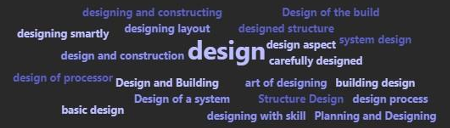 designing and constructing
Design of the build
designing smartly
designing layout
designed structure
system design
design
design aspect
design and construction
carefully designed
design of processor
Design and Building
art of designing
building design
Design of a system
Structure Design
design process
basic design
designing with skill
Planning and Designing